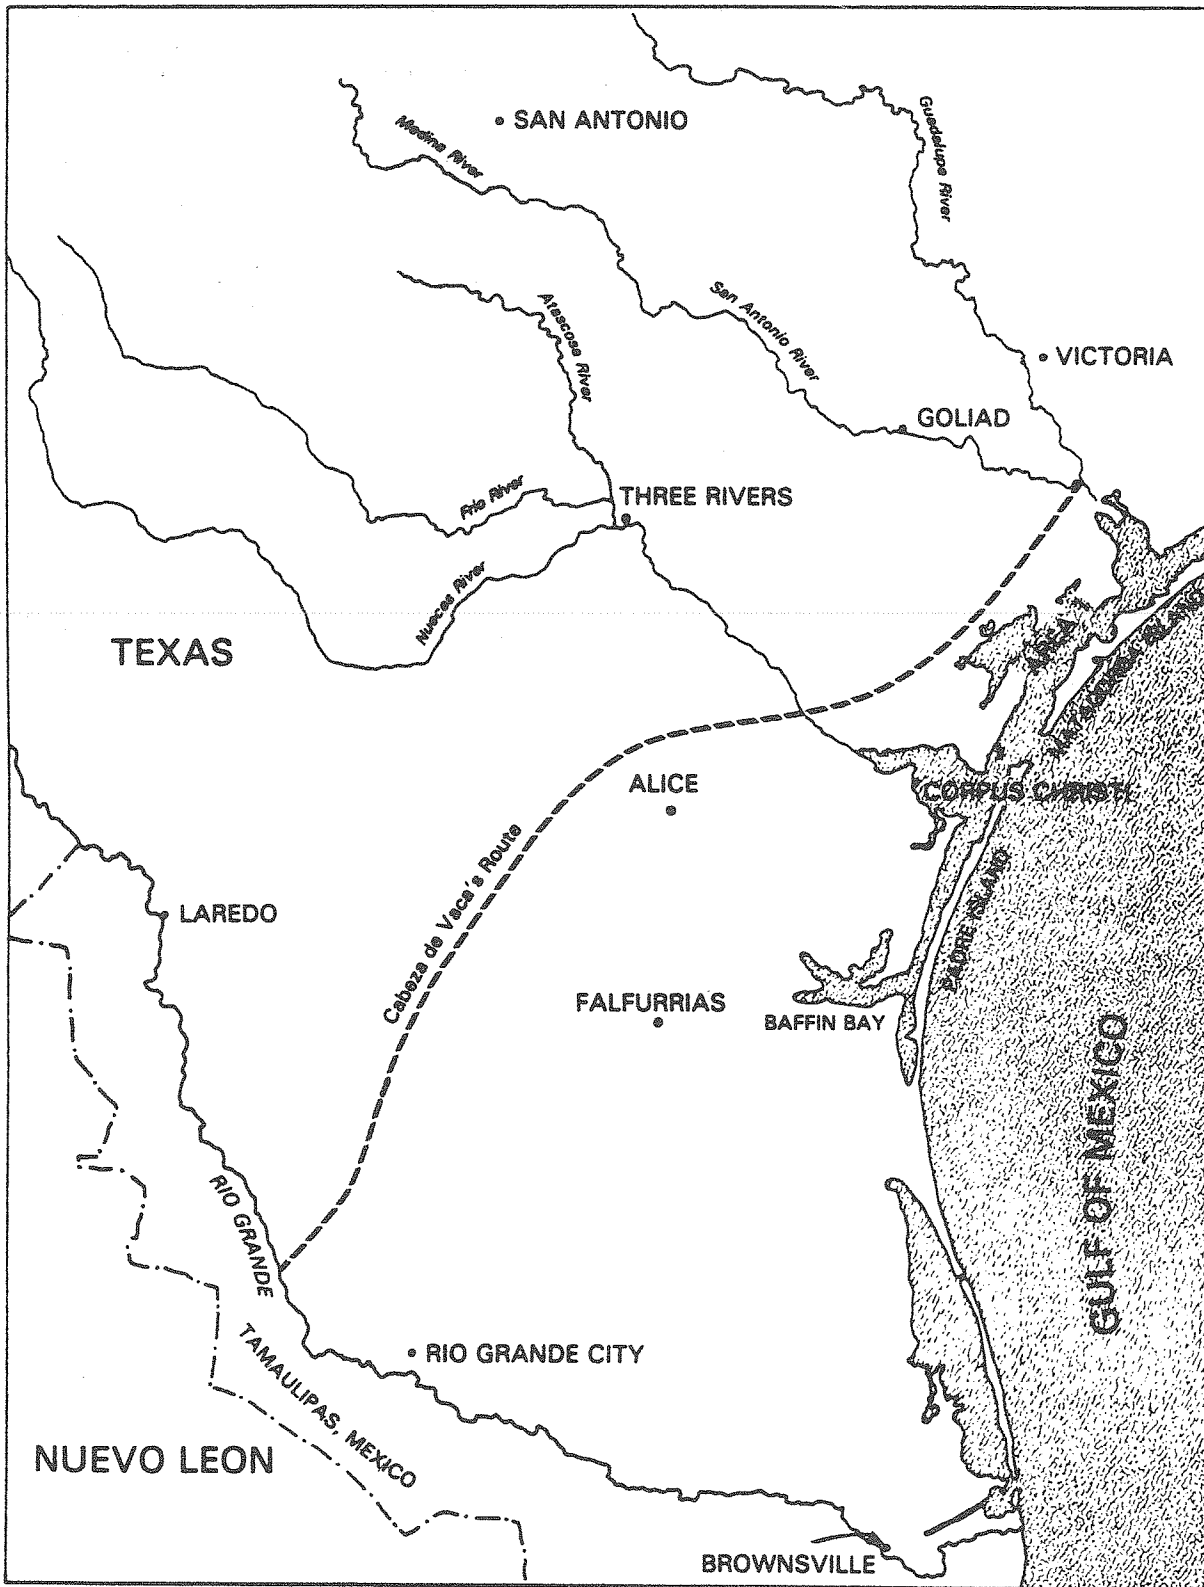 SAN ANTONIO
Medina River
Guadalupe River
Atascosa River
San Antonio River
VICTORIA
GOLIAD
Frio River
THREE RIVERS
Nueces River
TEXAS
AREA 1
MATAGORDA ISLAND
ALICE
CORPUS CHRISTI
Cabeza de Vaca's Route
PADRE ISLAND
LAREDO
FALFURRIAS
BAFFIN BAY
GULF OF MEXICO
RIO GRANDE
RIO GRANDE CITY
TAMAULIPAS, MEXICO
NUEVO LEON
BROWNSVILLE